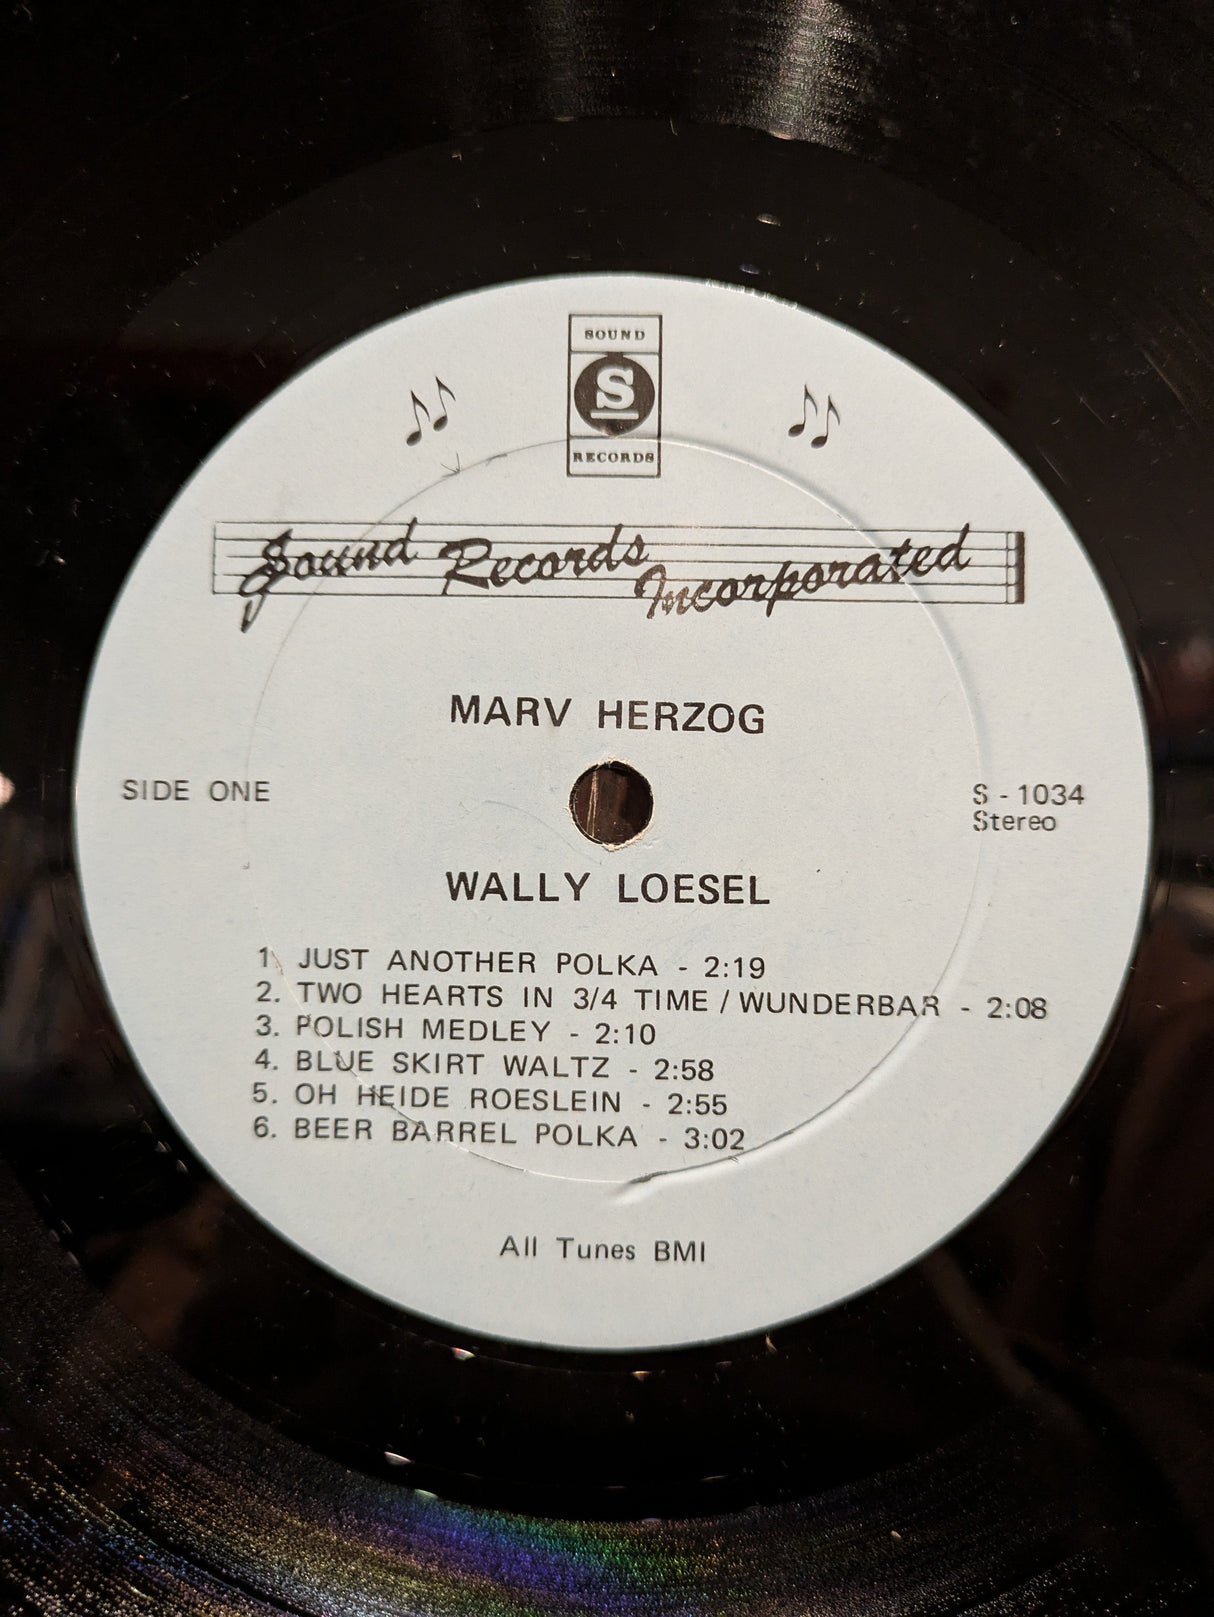 SOUND
S
RECORDS
Sound Records Incorporated
MARV HERZOG
SIDE ONE
S - 1034
Stereo
WALLY LOESEL
1. JUST ANOTHER POLKA - 2:19
2. TWO HEARTS IN 3/4 TIME / WUNDERBAR - 2:08
3. POLISH MEDLEY - 2:10
4. BLUE SKIRT WALTZ - 2:58
5. OH HEIDE ROESLEIN - 2:55
6. BEER BARREL POLKA - 3:02
All Tunes BMI